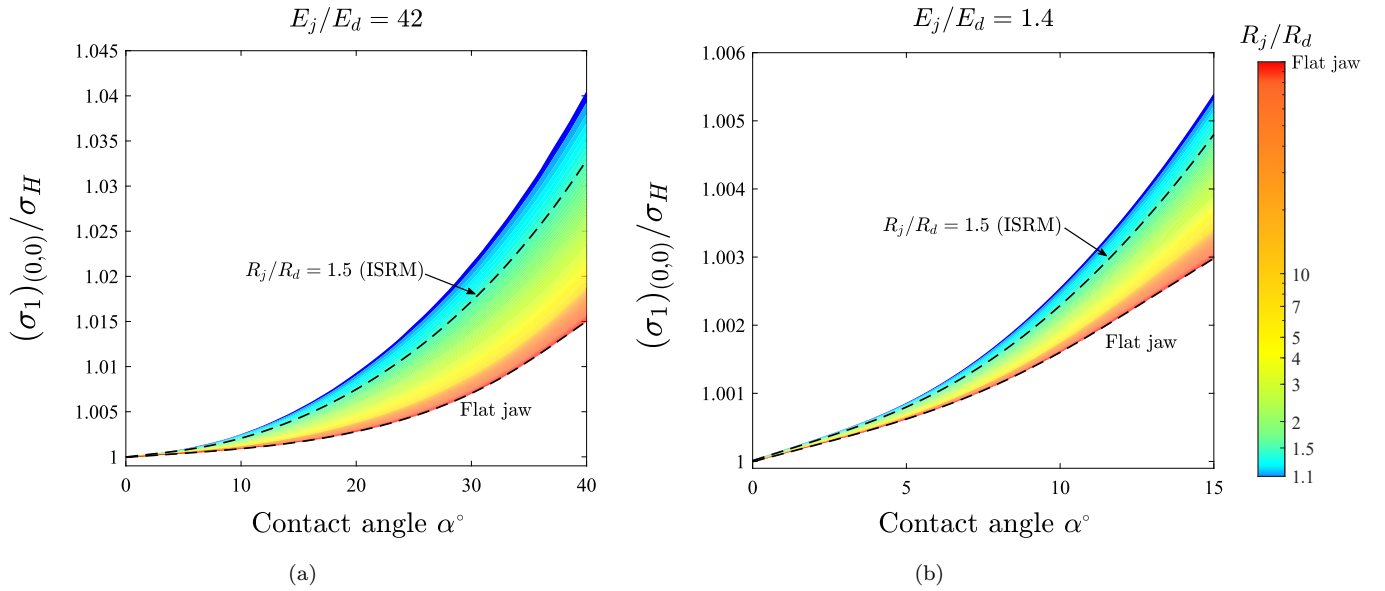 E_j/E_d = 42
1.045
1.04
1.035
1.03
1.025
1.02
1.015
1.01
1.005
1
(σ_1)_(0,0)/σ_H
R_j/R_d = 1.5 (ISRM)
Flat jaw
0 10 20 30 40
Contact angle α°
(a)
E_j/E_d = 1.4
1.006
1.005
1.004
1.003
1.002
1.001
1
(σ_1)_(0,0)/σ_H
R_j/R_d = 1.5 (ISRM)
Flat jaw
0 5 10 15
Contact angle α°
(b)
R_j/R_d
Flat jaw
10
7
5
4
3
2
1.5
1.1